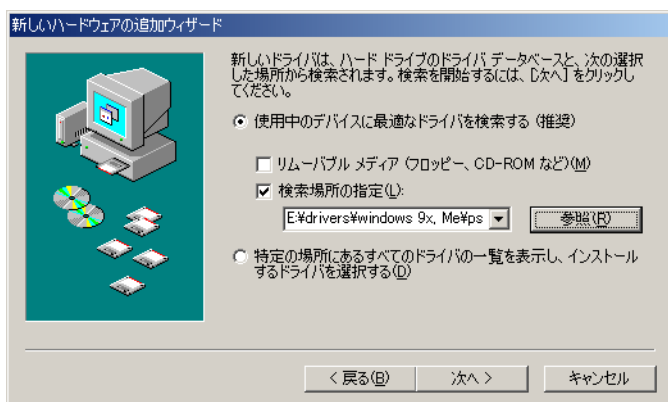 新しいハードウェアの追加ウィザード
新しいドライバは、ハード ドライブのドライバ データベースと、次の選択
した場所から検索されます。検索を開始するには、[次へ] をクリックし
てください。
使用中のデバイスに最適なドライバを検索する (推奨)
リムーバブル メディア (フロッピー、CD-ROM など)(M)
検索場所の指定(L):
E:¥drivers¥windows 9x, Me¥ps
参照(R)
特定の場所にあるすべてのドライバの一覧を表示し、インストール
するドライバを選択する(D)
< 戻る(B)
次へ >
キャンセル